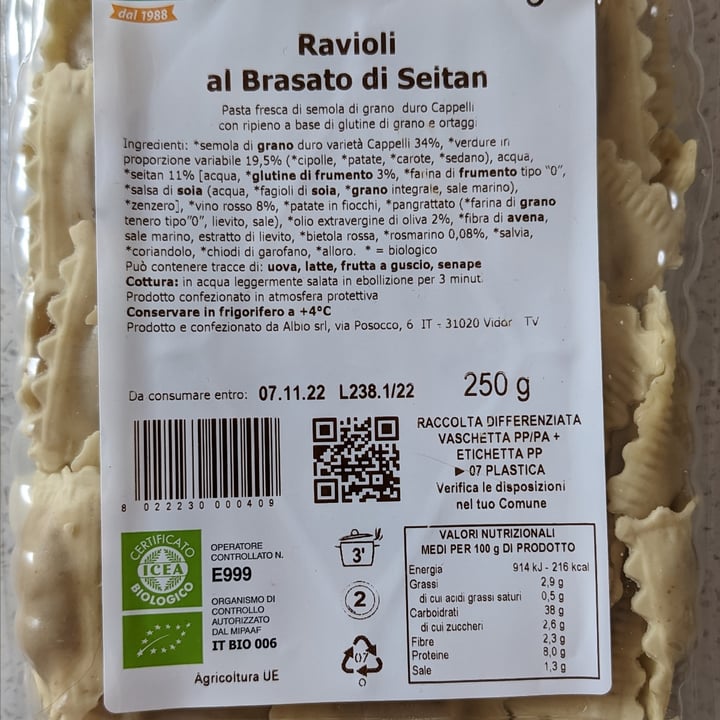 dal 1988
Ravioli
al Brasato di Seitan
Pasta fresca di semola di grano duro Cappelli
con ripieno a base di glutine di grano e ortaggi
Ingredienti: *semola di grano duro varietà Cappelli 34%, *verdure in
proporzione variabile 19,5% (*cipolle, *patate, *carote, *sedano), acqua,
*seitan 11% [acqua, *glutine di frumento 3%, *farina di frumento tipo "0",
*salsa di soia (acqua, *fagioli di soia, *grano integrale, sale marino),
*zenzero], *vino rosso 8%, *patate in fiocchi, *pangrattato (*farina di grano
tenero tipo"0", lievito, sale), *olio extravergine di oliva 2%, *fibra di avena,
sale marino, estratto di lievito, *bietola rossa, *rosmarino 0,08%, *salvia,
*coriandolo, *chiodi di garofano, *alloro. * = biologico
Può contenere tracce di: uova, latte, frutta a guscio, senape
Cottura: in acqua leggermente salata in ebollizione per 3 minut
Prodotto confezionato in atmosfera protettiva
Conservare in frigorifero a +4°C
Prodotto e confezionato da Albio srl, via Posocco, 6 IT - 31020 Vidor TV
Da consumare entro: 07.11.22 L238.1/22 250 g
8 022230 000409
RACCOLTA DIFFERENZIATA
VASCHETTA PP/PA +
ETICHETTA PP
► 07 PLASTICA
Verifica le disposizioni
nel tuo Comune
CERTIFICATO
ICEA
BIOLOGICO
OPERATORE
CONTROLLATO N.
E999
ORGANISMO DI
CONTROLLO
AUTORIZZATO
DAL MIPAAF
IT BIO 006
Agricoltura UE
3'
2
07
VALORI NUTRIZIONALI
MEDI PER 100 g DI PRODOTTO
Energia 914 kJ - 216 kcal
Grassi 2,9 g
di cui acidi grassi saturi 0,5 g
Carboidrati 38 g
di cui zuccheri 2,6 g
Fibre 2,3 g
Proteine 8,0 g
Sale 1,3 g